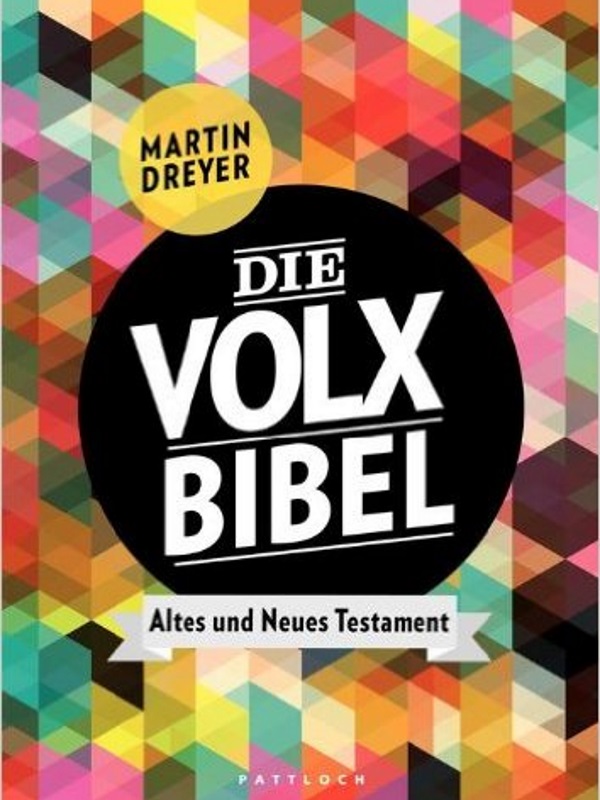 MARTIN
DREYER
DIE
VOLX
BIBEL
Altes und Neues Testament
PATTLOCH